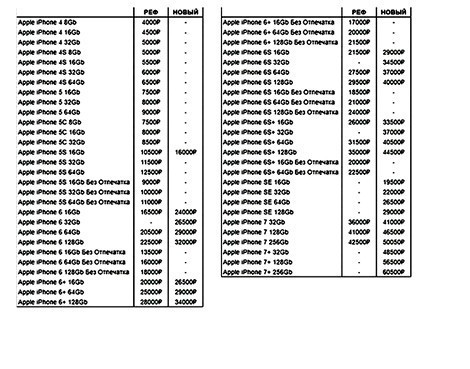 РЕФ НОВЫЙ
Apple iPhone 4 8Gb 4000Р -
Apple iPhone 4 16Gb 4500Р -
Apple iPhone 4 32Gb 5000Р -
Apple iPhone 4S 8Gb 5000Р -
Apple iPhone 4S 16Gb 5500Р -
Apple iPhone 4S 32Gb 6000Р -
Apple iPhone 4S 64Gb 6500Р -
Apple iPhone 5 16Gb 7500Р -
Apple iPhone 5 32Gb 8000Р -
Apple iPhone 5 64Gb 9000Р -
Apple iPhone 5C 8Gb 7500Р -
Apple iPhone 5C 16Gb 8000Р -
Apple iPhone 5C 32Gb 8500Р -
Apple iPhone 5S 16Gb 10500Р 16000Р
Apple iPhone 5S 32Gb 11500Р -
Apple iPhone 5S 64Gb 12500Р -
Apple iPhone 5S 16Gb Без Отпечатка 9000Р -
Apple iPhone 5S 32Gb Без Отпечатка 10000Р -
Apple iPhone 5S 64Gb Без Отпечатка 11000Р -
Apple iPhone 6 16Gb 16500Р 24000Р
Apple iPhone 6 32Gb - 26500Р
Apple iPhone 6 64Gb 20500Р 29000Р
Apple iPhone 6 128Gb 22500Р 32000Р
Apple iPhone 6 16Gb Без Отпечатка 13500Р -
Apple iPhone 6 64Gb Без Отпечатка 16000Р -
Apple iPhone 6 128Gb Без Отпечатка 18000Р -
Apple iPhone 6+ 16Gb 20000Р 26500Р
Apple iPhone 6+ 64Gb 25000Р 29000Р
Apple iPhone 6+ 128Gb 28000Р 34000Р
РЕФ НОВЫЙ
Apple iPhone 6+ 16Gb Без Отпечатка 17000Р -
Apple iPhone 6+ 64Gb Без Отпечатка 20000Р -
Apple iPhone 6+ 128Gb Без Отпечатка 21500Р -
Apple iPhone 6S 16Gb 21500Р 29000Р
Apple iPhone 6S 32Gb - 34500Р
Apple iPhone 6S 64Gb 27500Р 37000Р
Apple iPhone 6S 128Gb 29500Р 40000Р
Apple iPhone 6S 16Gb Без Отпечатка 18500Р -
Apple iPhone 6S 64Gb Без Отпечатка 21000Р -
Apple iPhone 6S 128Gb Без Отпечатка 24000Р -
Apple iPhone 6S+ 16Gb 26000Р 33500Р
Apple iPhone 6S+ 32Gb - 37000Р
Apple iPhone 6S+ 64Gb 31500Р 40500Р
Apple iPhone 6S+ 128Gb 35000Р 44500Р
Apple iPhone 6S+ 16Gb Без Отпечатка 20000Р -
Apple iPhone 6S+ 64Gb Без Отпечатка 22500Р -
Apple iPhone SE 16Gb - 19500Р
Apple iPhone SE 32Gb - 22000Р
Apple iPhone SE 64Gb - 26500Р
Apple iPhone SE 128Gb - 29000Р
Apple iPhone 7 32Gb 36000Р 41000Р
Apple iPhone 7 128Gb 41000Р 46500Р
Apple iPhone 7 256Gb 42500Р 50050Р
Apple iPhone 7+ 32Gb - 48500Р
Apple iPhone 7+ 128Gb - 56500Р
Apple iPhone 7+ 256Gb - 60500Р